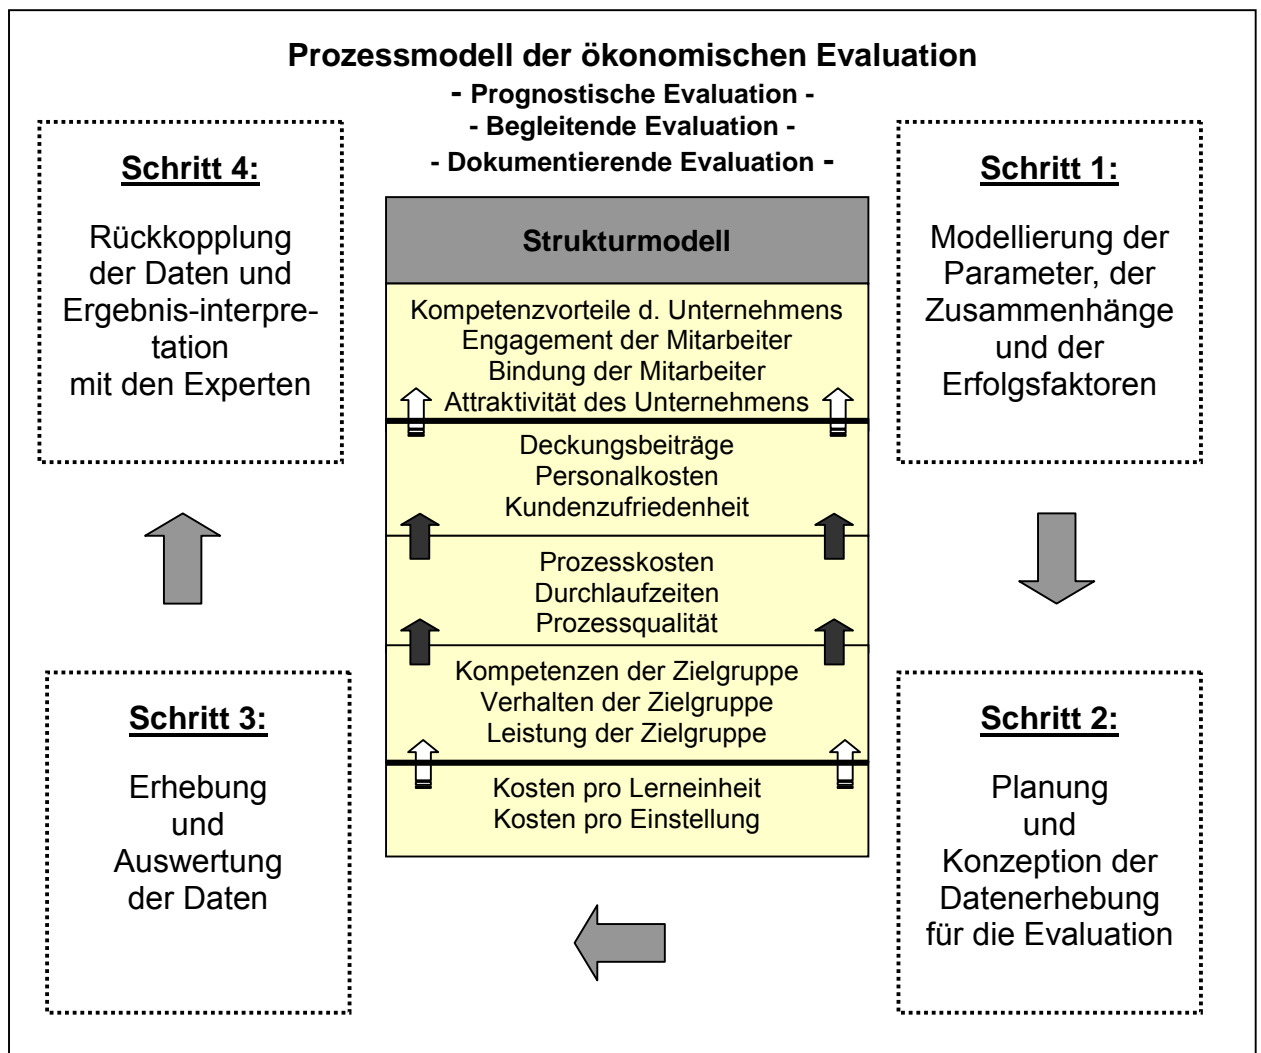 Prozessmodell der ökonomischen Evaluation
- Prognostische Evaluation -
- Begleitende Evaluation -
- Dokumentierende Evaluation -
Schritt 4:
Rückkopplung
der Daten und
Ergebnis-interpre-
tation
mit den Experten
Strukturmodell
Kompetenzvorteile d. Unternehmens
Engagement der Mitarbeiter
Bindung der Mitarbeiter
Attraktivität des Unternehmens
Deckungsbeiträge
Personalkosten
Kundenzufriedenheit
Prozesskosten
Durchlaufzeiten
Prozessqualität
Kompetenzen der Zielgruppe
Verhalten der Zielgruppe
Leistung der Zielgruppe
Kosten pro Lerneinheit
Kosten pro Einstellung
Schritt 1:
Modellierung der
Parameter, der
Zusammenhänge
und der
Erfolgsfaktoren
Schritt 3:
Erhebung
und
Auswertung
der Daten
Schritt 2:
Planung
und
Konzeption der
Datenerhebung
für die Evaluation